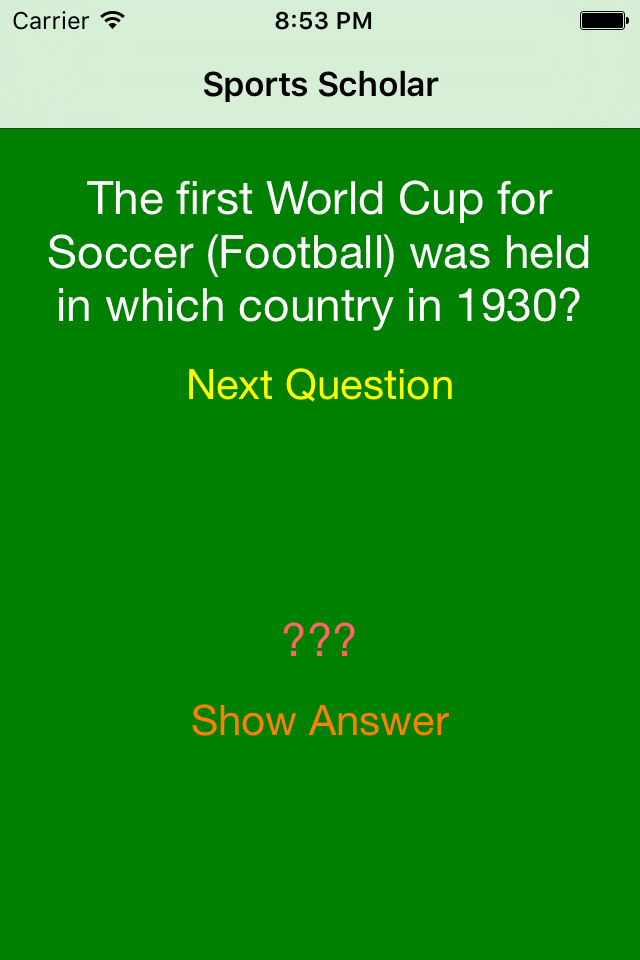 Carrier 8:53 PM
Sports Scholar
The first World Cup for
Soccer (Football) was held
in which country in 1930?
Next Question
???
Show Answer